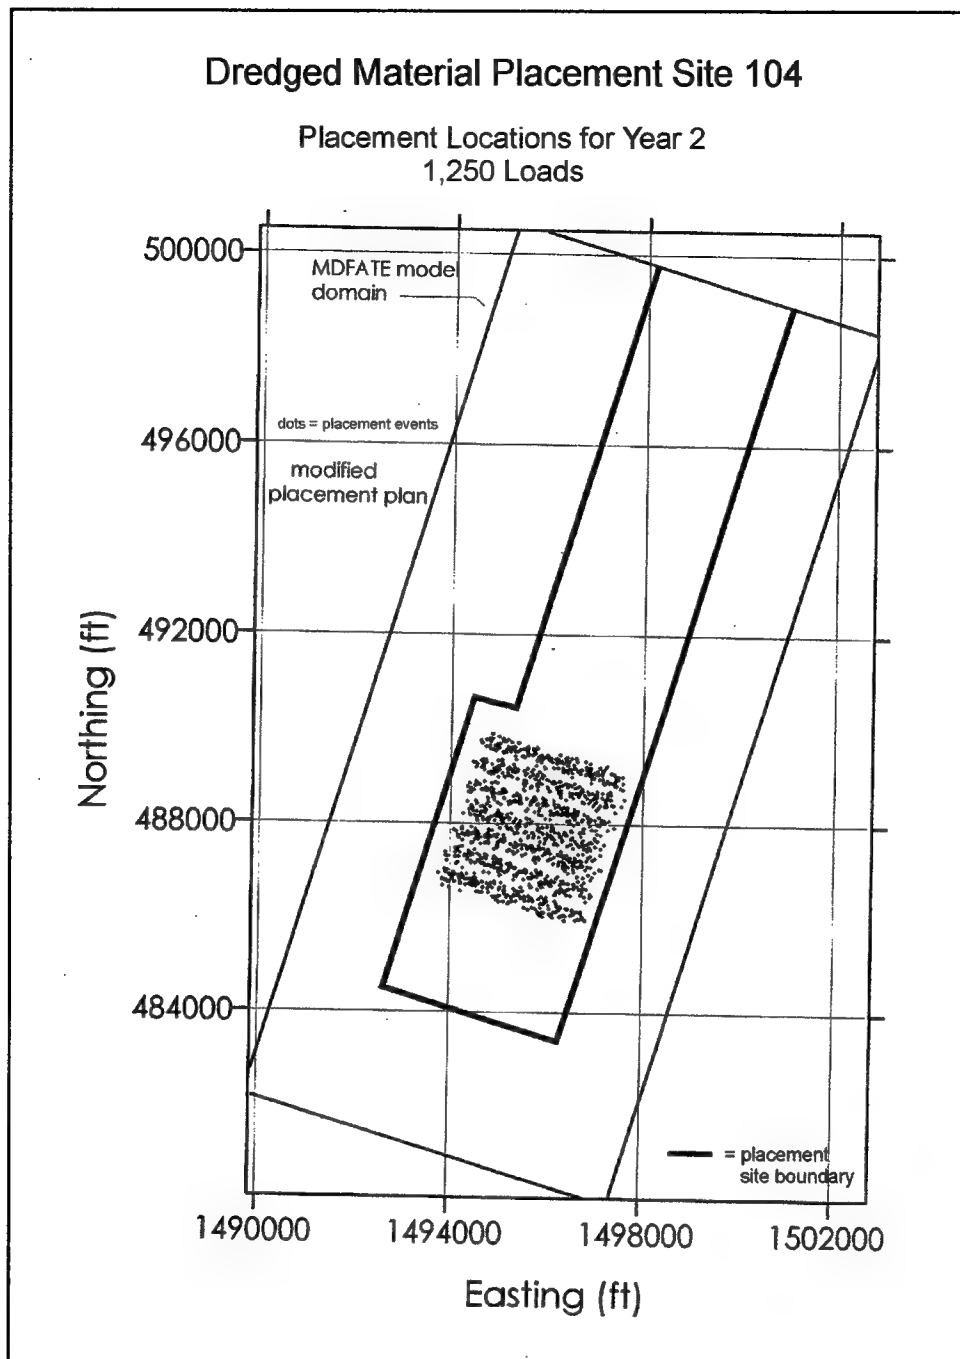 Dredged Material Placement Site 104
Placement Locations for Year 2
1,250 Loads
500000
MDFATE model
domain
dots = placement events
496000
modified
placement plan
492000
Northing (ft)
488000
484000
= placement
site boundary
1490000
1494000
1498000
1502000
Easting (ft)